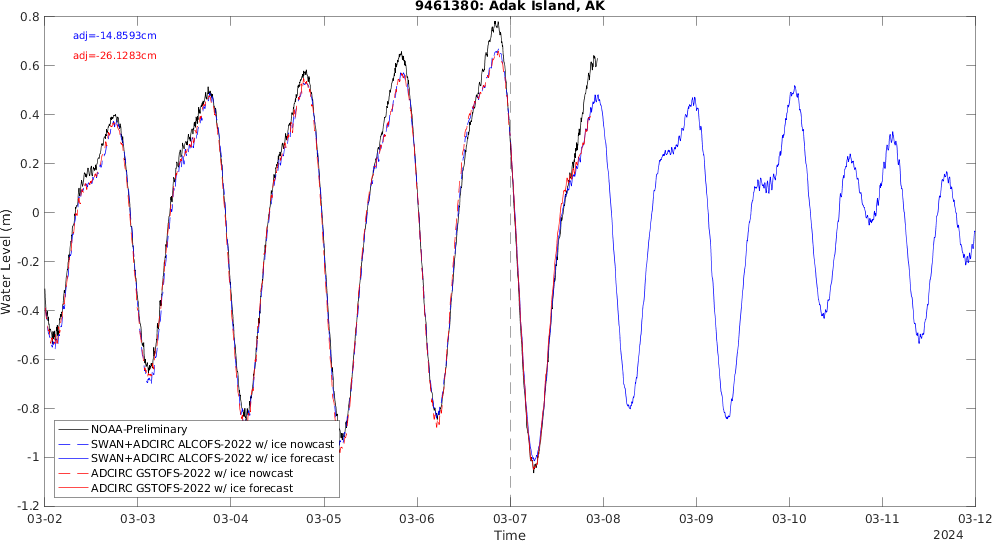 9461380: Adak Island, AK
adj=-14.8593cm
adj=-26.1283cm
0.8
0.6
0.4
0.2
0
-0.2
-0.4
-0.6
-0.8
-1
-1.2
Water Level (m)
NOAA-Preliminary
SWAN+ADCIRC ALCOFS-2022 w/ ice nowcast
SWAN+ADCIRC ALCOFS-2022 w/ ice forecast
ADCIRC GSTOFS-2022 w/ ice nowcast
ADCIRC GSTOFS-2022 w/ ice forecast
03-02 03-03 03-04 03-05 03-06 03-07 03-08 03-09 03-10 03-11 03-12
Time
2024